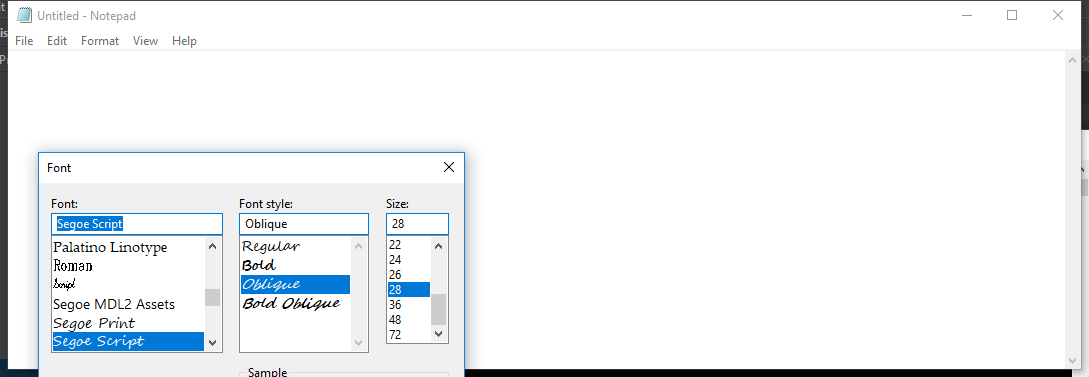 Untitled - Notepad
File Edit Format View Help
Font
Font: Font style: Size:
Segoe Script Oblique 28
Palatino Linotype
Roman
Script
Segoe MDL2 Assets
Segoe Print
Segoe Script
Regular
Bold
Oblique
Bold Oblique
22
24
26
28
36
48
72
Sample